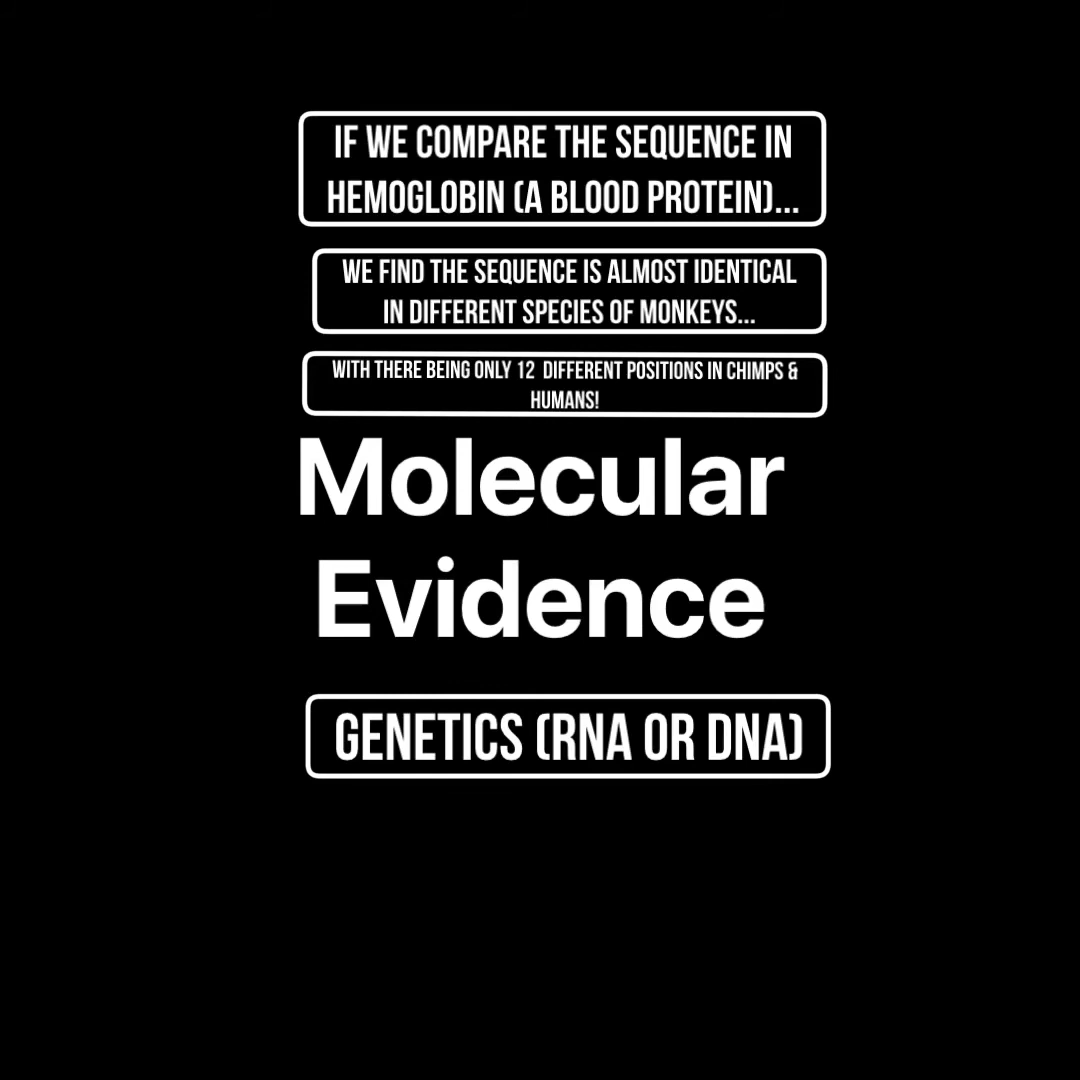 IF WE COMPARE THE SEQUENCE IN
HEMOGLOBIN (A BLOOD PROTEIN)...
WE FIND THE SEQUENCE IS ALMOST IDENTICAL
IN DIFFERENT SPECIES OF MONKEYS...
WITH THERE BEING ONLY 12 DIFFERENT POSITIONS IN CHIMPS &
HUMANS!
Molecular
Evidence
GENETICS (RNA OR DNA)